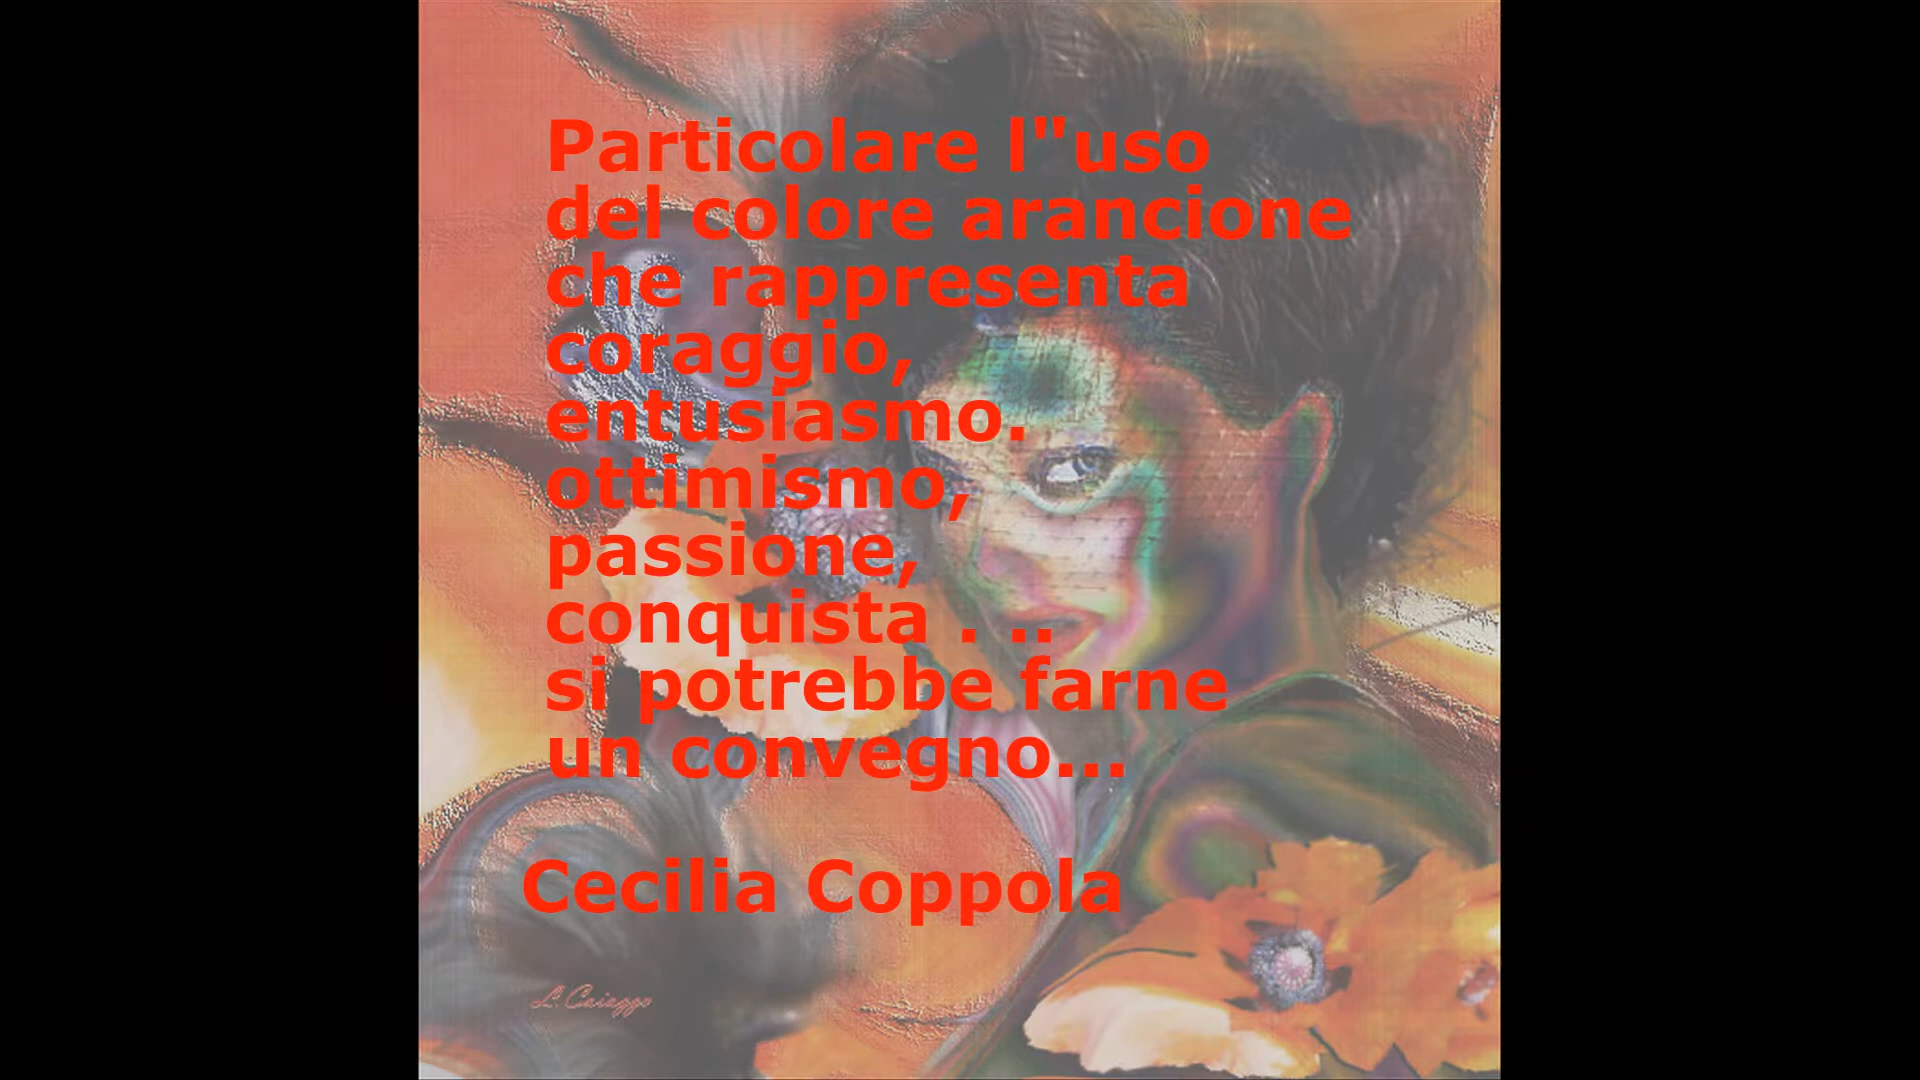 Particolare l"uso
del colore arancione
che rappresenta
coraggio,
entusiasmo.
ottimismo,
passione,
conquista . ..
si potrebbe farne
un convegno...
Cecilia Coppola
L. Caiazzo